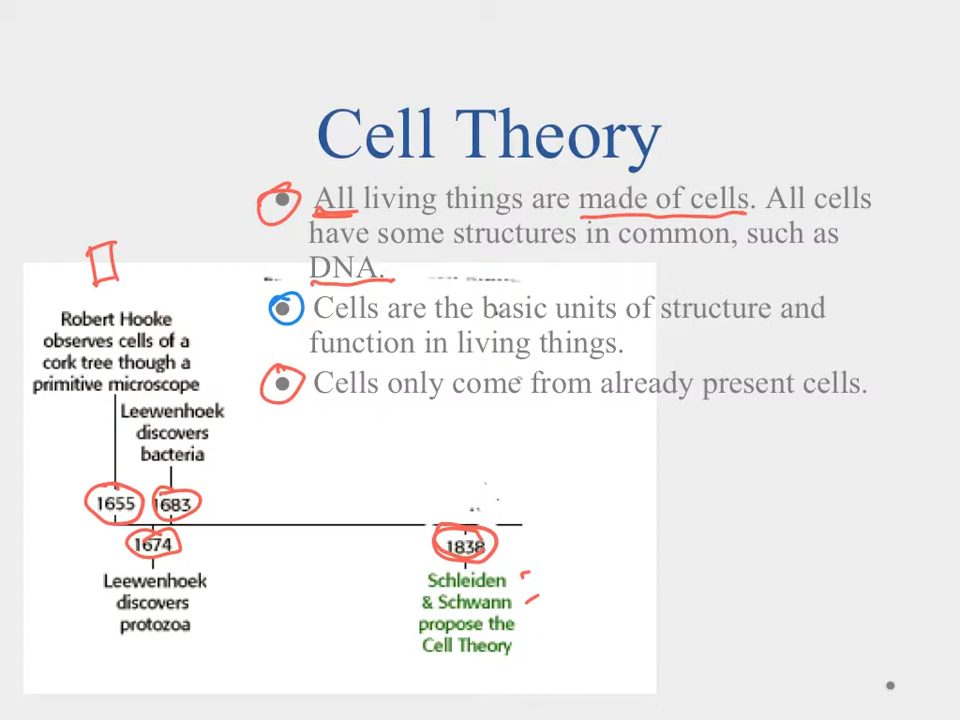 Cell Theory
All living things are made of cells. All cells
have some structures in common, such as
DNA.
Cells are the basic units of structure and
function in living things.
Cells only come from already present cells.
Robert Hooke
observes cells of a
cork tree though a
primitive microscope
Leewenhoek
discovers
bacteria
1655
1683
1674
1838
Leewenhoek
discovers
protozoa
Schleiden
& Schwann
propose the
Cell Theory